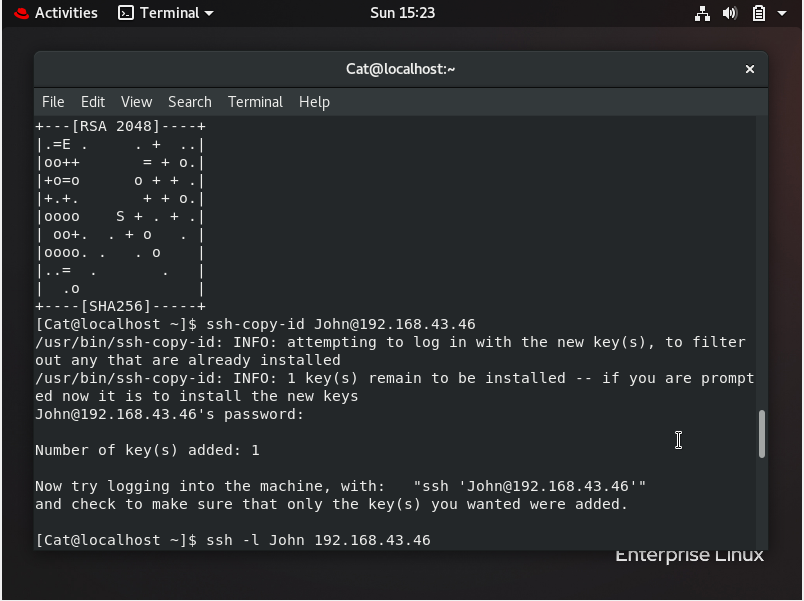 Activities Terminal Sun 15:23
Cat@localhost:~
File Edit View Search Terminal Help
+---[RSA 2048]----+
|.=E .     . +  ..|
|oo++       = + o.|
|+o=o      o + + .|
|+.+.       + + o.|
|oooo    S + . + .|
| oo+.  . + o   . |
|oooo. .   . o    |
|..=  .       .   |
|  .o             |
+----[SHA256]-----+
[Cat@localhost ~]$ ssh-copy-id John@192.168.43.46
/usr/bin/ssh-copy-id: INFO: attempting to log in with the new key(s), to filter
out any that are already installed
/usr/bin/ssh-copy-id: INFO: 1 key(s) remain to be installed -- if you are prompt
ed now it is to install the new keys
John@192.168.43.46's password:
Number of key(s) added: 1
Now try logging into the machine, with:   "ssh 'John@192.168.43.46'"
and check to make sure that only the key(s) you wanted were added.
[Cat@localhost ~]$ ssh -l John 192.168.43.46
Enterprise Linux